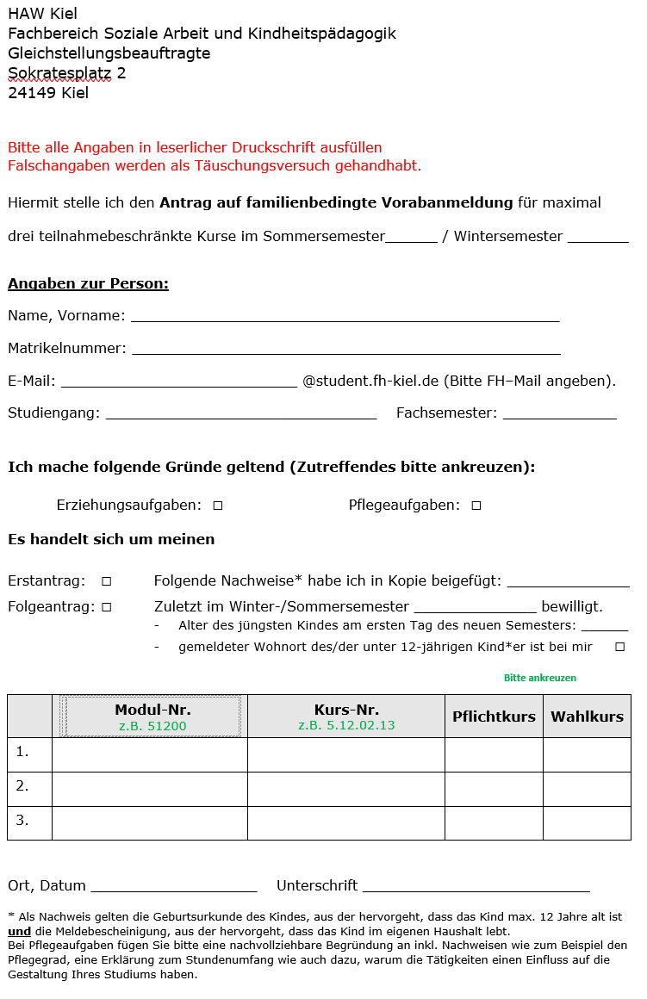 HAW Kiel
Fachbereich Soziale Arbeit und Kindheitspädagogik
Gleichstellungsbeauftragte
Sokratesplatz 2
24149 Kiel
Bitte alle Angaben in leserlicher Druckschrift ausfüllen
Falschangaben werden als Täuschungsversuch gehandhabt.
Hiermit stelle ich den Antrag auf familienbedingte Vorabanmeldung für maximal
drei teilnahmebeschränkte Kurse im Sommersemester______ / Wintersemester _______
Angaben zur Person:
Name, Vorname: _________________________________________________
Matrikelnummer: _________________________________________________
E-Mail: ___________________________ @student.fh-kiel.de (Bitte FH–Mail angeben).
Studiengang: _______________________________ Fachsemester: _____________
Ich mache folgende Gründe geltend (Zutreffendes bitte ankreuzen):
Erziehungsaufgaben: □ Pflegeaufgaben: □
Es handelt sich um meinen
Erstantrag: □ Folgende Nachweise* habe ich in Kopie beigefügt: ______________
Folgeantrag: □ Zuletzt im Winter-/Sommersemester ______________ bewilligt.
- Alter des jüngsten Kindes am ersten Tag des neuen Semesters: ______
- gemeldeter Wohnort des/der unter 12-jährigen Kind*er ist bei mir □
Bitte ankreuzen
Modul-Nr. Kurs-Nr. Pflichtkurs Wahlkurs
z.B. 51200 z.B. 5.12.02.13
1.
2.
3.
Ort, Datum ___________________ Unterschrift __________________________
* Als Nachweis gelten die Geburtsurkunde des Kindes, aus der hervorgeht, dass das Kind max. 12 Jahre alt ist
und die Meldebescheinigung, aus der hervorgeht, dass das Kind im eigenen Haushalt lebt.
Bei Pflegeaufgaben fügen Sie bitte eine nachvollziehbare Begründung an inkl. Nachweisen wie zum Beispiel den
Pflegegrad, eine Erklärung zum Stundenumfang wie auch dazu, warum die Tätigkeiten einen Einfluss auf die
Gestaltung Ihres Studiums haben.